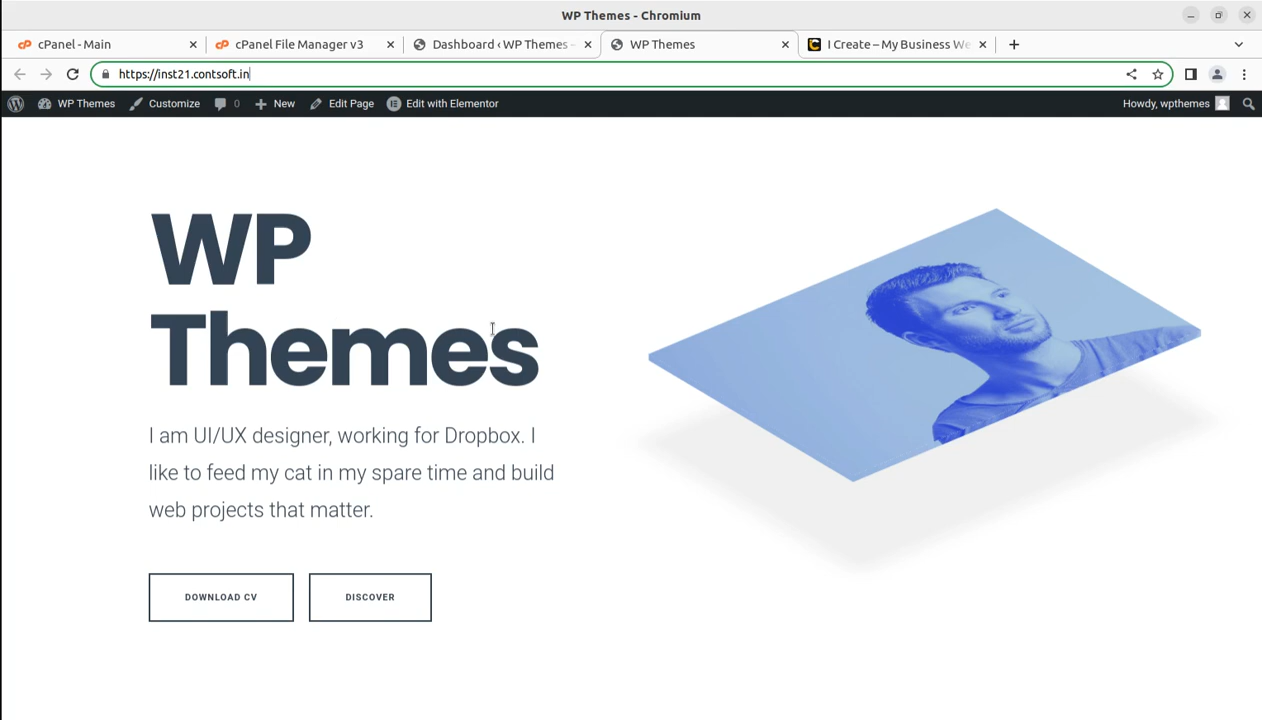 WP Themes - Chromium
cPanel - Main
cPanel File Manager v3
Dashboard ‹ WP Themes -
WP Themes
I Create – My Business We
https://inst21.contsoft.in
WP Themes
Customize
0
New
Edit Page
Edit with Elementor
Howdy, wpthemes
WP
Themes
I am UI/UX designer, working for Dropbox. I
like to feed my cat in my spare time and build
web projects that matter.
DOWNLOAD CV
DISCOVER